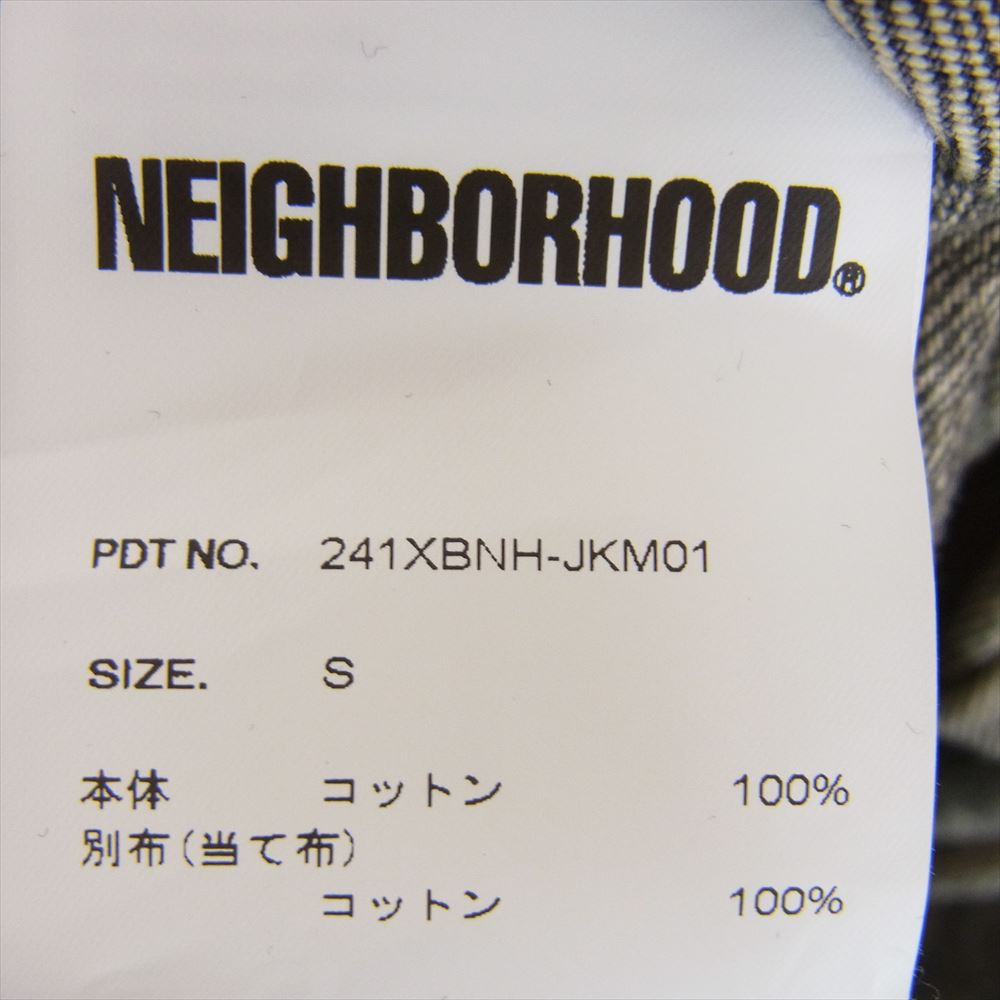 NEIGHBORHOOD®
PDT NO. 241XBNH-JKM01
SIZE. S
本体 コットン 100%
別布(当て布)
コットン 100%